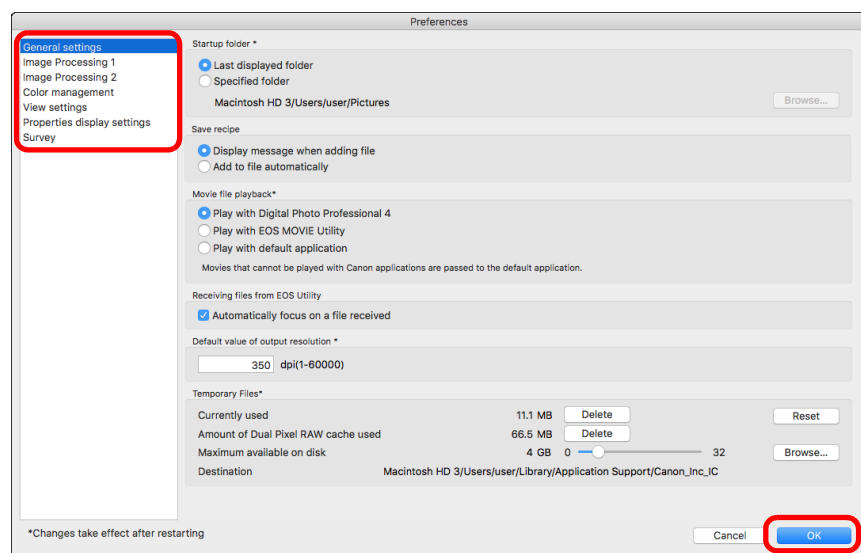 Preferences
General settings
Image Processing 1
Image Processing 2
Color management
View settings
Properties display settings
Survey
Startup folder *
Last displayed folder
Specified folder
Macintosh HD 3/Users/user/Pictures
Browse...
Save recipe
Display message when adding file
Add to file automatically
Movie file playback*
Play with Digital Photo Professional 4
Play with EOS MOVIE Utility
Play with default application
Movies that cannot be played with Canon applications are passed to the default application.
Receiving files from EOS Utility
Automatically focus on a file received
Default value of output resolution *
350 dpi(1-60000)
Temporary Files*
Currently used 11.1 MB Delete Reset
Amount of Dual Pixel RAW cache used 66.5 MB Delete
Maximum available on disk 4 GB 0 32 Browse...
Destination Macintosh HD 3/Users/user/Library/Application Support/Canon_Inc_IC
*Changes take effect after restarting
Cancel OK